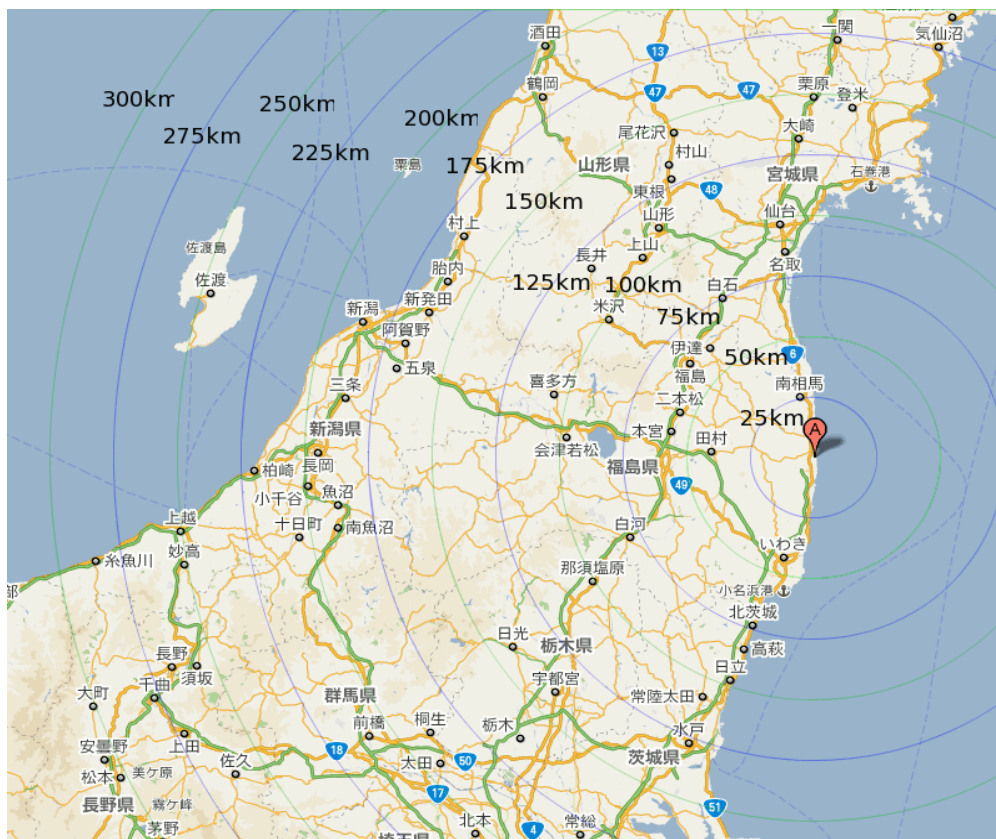 酒田
一関
気仙沼
13
鶴岡
47
47
栗原
登米
300km
250km
200km
275km
225km
尾花沢
大崎
粟島
175km
村山
山形県
宮城県
石巻港
東根
48
150km
山形
仙台
村上
上山
名取
佐渡島
長井
胎内
佐渡
125km
100km
白石
新潟
新発田
米沢
75km
阿賀野
伊達
50km
6
五泉
福島
南相馬
三条
喜多方
二本松
25km
A
新潟県
本宮
田村
会津若松
福島県
柏崎
長岡
49
小千谷
魚沼
上越
十日町
南魚沼
白河
いわき
糸魚川
妙高
部
那須塩原
小名浜港
北茨城
日光
栃木県
高萩
長野
須坂
日立
大町
千曲
群馬県
宇都宮
常陸太田
前橋
桐生
栃木
水戸
安曇野
上田
18
茨城県
松本
美ケ原
佐久
太田
50
長野県
霧ケ峰
17
51
茅野
北本
4
常総
埼玉県